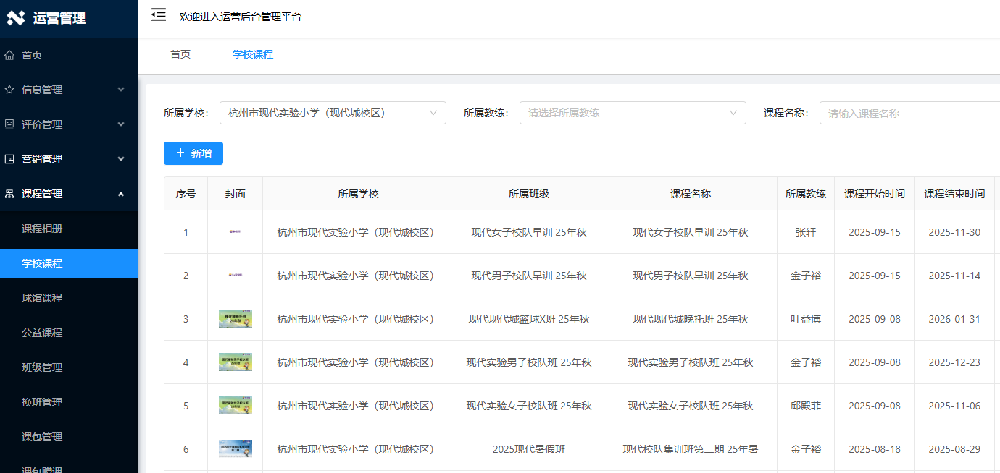 运营管理
欢迎进入运营后台管理平台
首页
学校课程
首页
信息管理
评价管理
营销管理
课程管理
课程相册
学校课程
球馆课程
公益课程
班级管理
换班管理
课包管理
课包赠课
所属学校： 杭州市现代实验小学（现代城校区） 所属教练： 请选择所属教练 课程名称： 请输入课程名称
+ 新增
序号 封面 所属学校 所属班级 课程名称 所属教练 课程开始时间 课程结束时间
1 杭州市现代实验小学（现代城校区） 现代女子校队早训 25年秋 现代女子校队早训 25年秋 张轩 2025-09-15 2025-11-30
2 杭州市现代实验小学（现代城校区） 现代男子校队早训 25年秋 现代男子校队早训 25年秋 金子裕 2025-09-15 2025-11-14
3 杭州市现代实验小学（现代城校区） 现代现代城篮球X班 25年秋 现代现代城晚托班 25年秋 叶益博 2025-09-08 2026-01-31
4 杭州市现代实验小学（现代城校区） 现代实验男子校队班 25年秋 现代实验男子校队班 25年秋 金子裕 2025-09-08 2025-12-23
5 杭州市现代实验小学（现代城校区） 现代实验女子校队班 25年秋 现代实验女子校队班 25年秋 邱殿菲 2025-09-08 2025-11-06
6 杭州市现代实验小学（现代城校区） 2025现代暑假班 现代校队集训班第二期 25年暑 金子裕 2025-08-18 2025-08-29